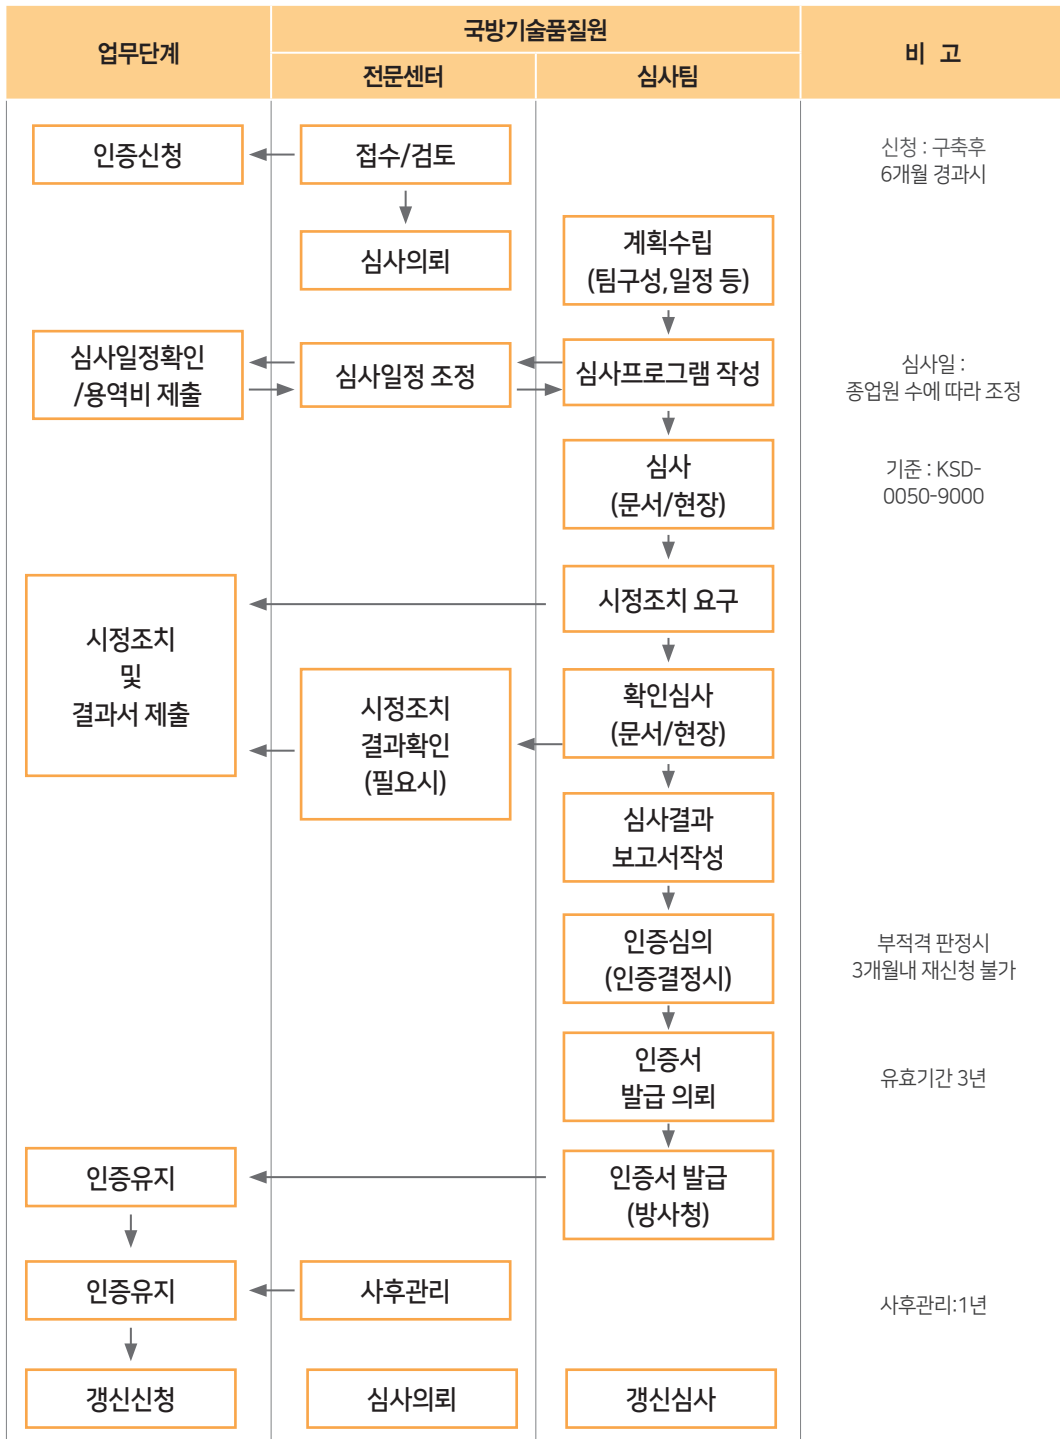 업무단계
국방기술품질원
비 고
전문센터
심사팀
인증신청
접수/검토
신청 : 구축후
6개월 경과시
심사의뢰
계획수립
(팀구성,일정 등)
심사일정확인
/용역비 제출
심사일정 조정
심사프로그램 작성
심사일 :
종업원 수에 따라 조정
심사
(문서/현장)
기준 : KSD-
0050-9000
시정조치 요구
시정조치
및
결과서 제출
시정조치
결과확인
(필요시)
확인심사
(문서/현장)
심사결과
보고서작성
인증심의
(인증결정시)
부적격 판정시
3개월내 재신청 불가
인증서
발급 의뢰
유효기간 3년
인증유지
인증서 발급
(방사청)
인증유지
사후관리
사후관리:1년
갱신신청
심사의뢰
갱신심사